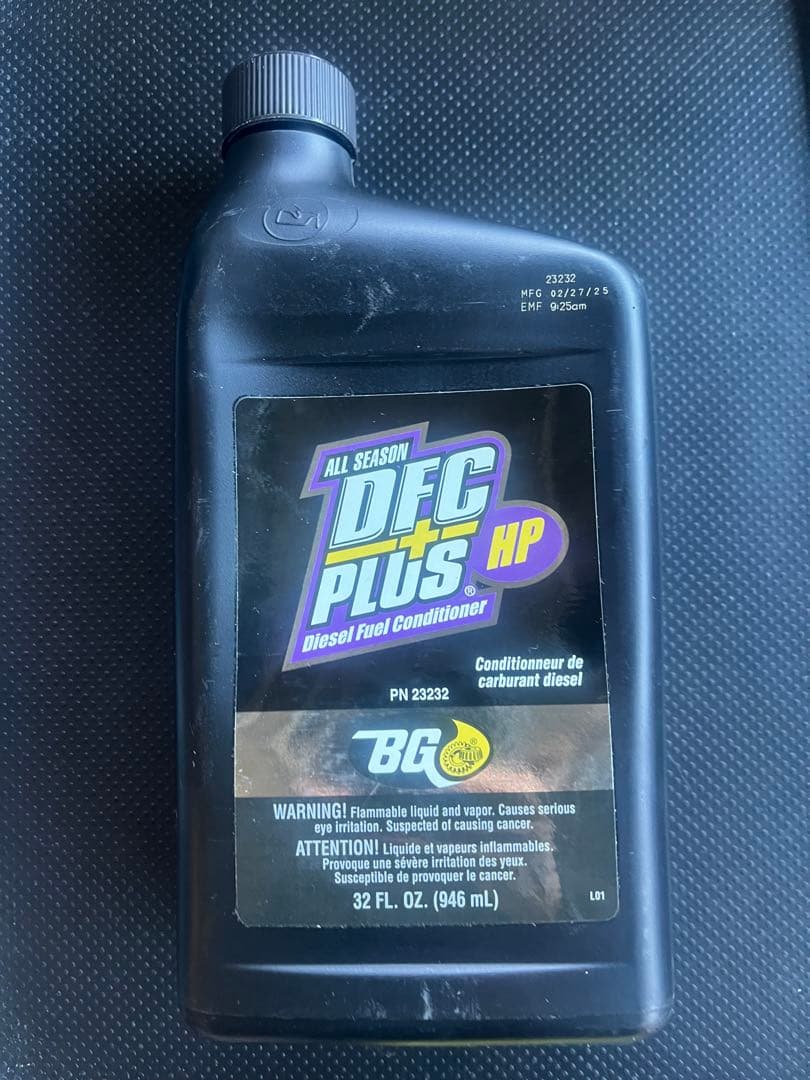 23232
MFG 02/27/25
EMF 9:25am
ALL SEASON
DFC
+
PLUS®
HP
Diesel Fuel Conditioner
Conditionneur de
carburant diesel
PN 23232
BG®
WARNING! Flammable liquid and vapor. Causes serious
eye irritation. Suspected of causing cancer.
ATTENTION! Liquide et vapeurs inflammables.
Provoque une sévère irritation des yeux.
Susceptible de provoquer le cancer.
32 FL. OZ. (946 mL)
L01